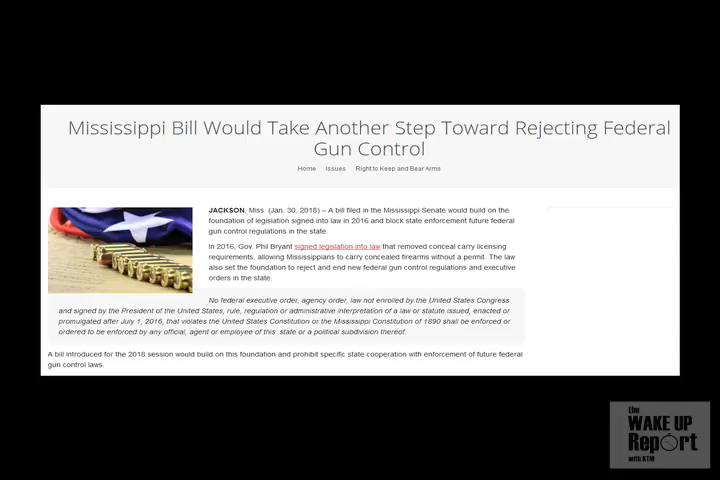 Mississippi Bill Would Take Another Step Toward Rejecting Federal
Gun Control
Home Issues Right to Keep and Bear Arms
JACKSON, Miss (Jan. 30, 2018) – A bill filed in the Mississippi Senate would build on the
foundation of legislation signed into law in 2016 and block state enforcement future federal
gun control regulations in the state.
In 2016, Gov. Phil Bryant signed legislation into law that removed conceal carry licensing
requirements, allowing Mississippians to carry concealed firearms without a permit. The law
also set the foundation to reject and end new federal gun control regulations and executive
orders in the state.
No federal executive order, agency order, law not enrolled by the United States Congress
and signed by the President of the United States, rule, regulation or administrative interpretation of a law or statute issued, enacted or
promulgated after July 1, 2016, that violates the United States Constitution or the Mississippi Constitution of 1890 shall be enforced or
ordered to be enforced by any official, agent or employee of this state or a political subdivision thereof.
A bill introduced for the 2018 session would build on this foundation and prohibit specific state cooperation with enforcement of future federal
gun control laws.
the
WAKE UP
Report
with KTM